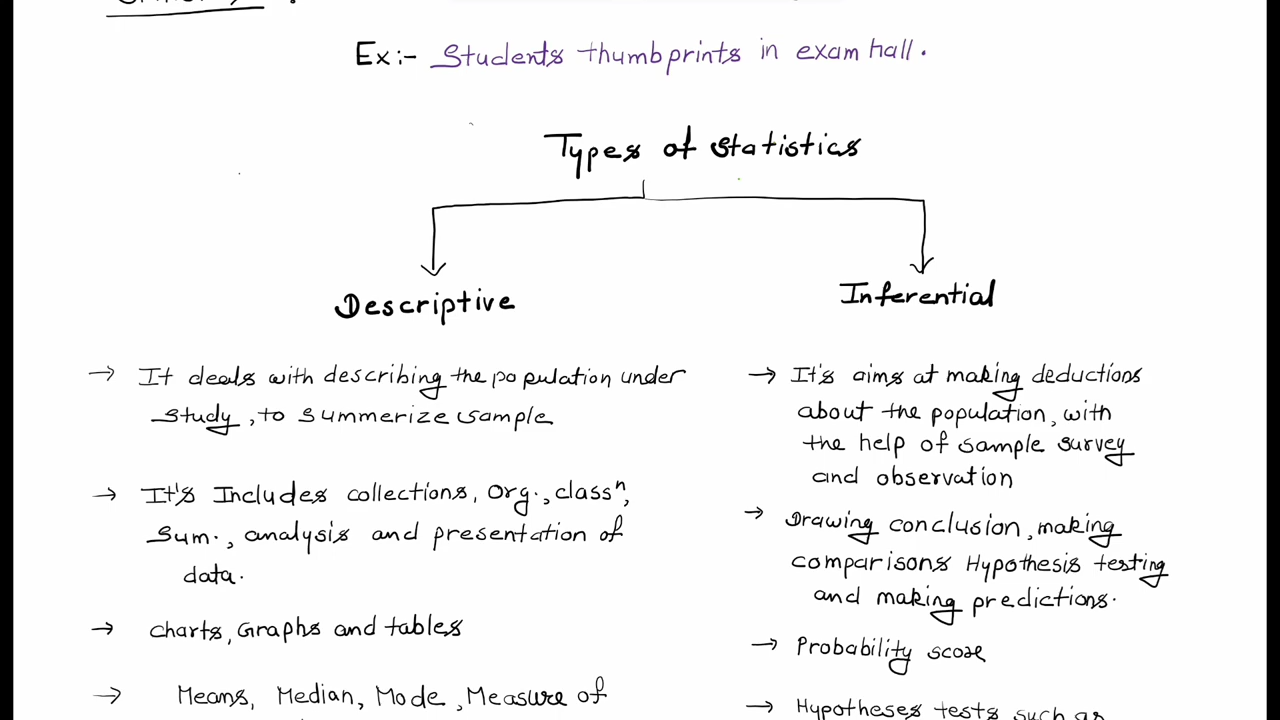 Ex:- Students thumbprints in exam hall.
Types of Statistics
Descriptive
→ It deals with describing the population under
study, to summerize sample
→ It's Includes collections, Org., classⁿ,
Sum., analysis and presentation of
data.
→ Charts, Graphs and tables
→ Means, Median, Mode, Measure of
Inferential
→ It's aims at making deductions
about the population, with
the help of sample survey
and observation
→ Drawing conclusion, making
comparisons Hypothesis testing
and making predictions.
→ Probability score
→ Hypotheses tests such as